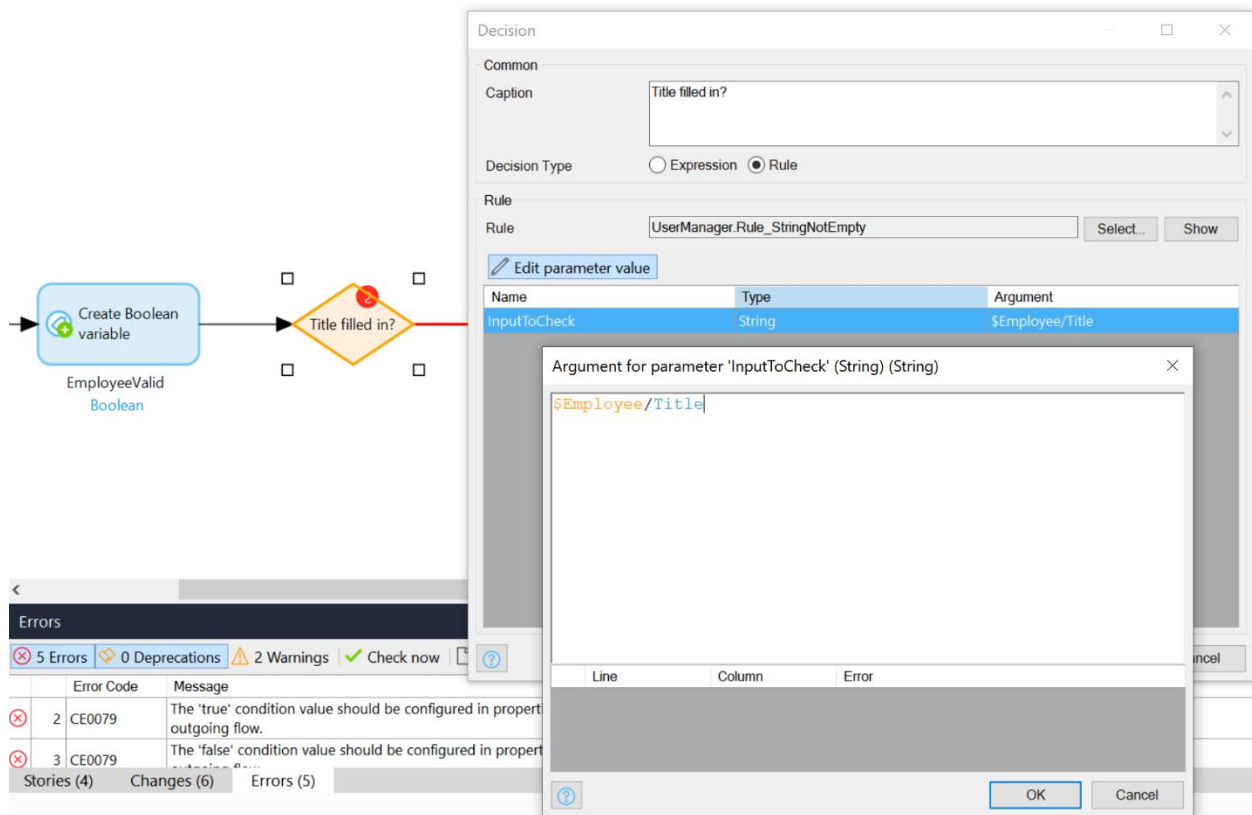 Decision
Common
Caption
Title filled in?
Decision Type
Expression
Rule
Rule
Rule
UserManager.Rule_StringNotEmpty
Select...
Show
Edit parameter value
Name Type Argument
InputToCheck String $Employee/Title
Create Boolean
variable
EmployeeValid
Boolean
2
Title filled in?
Argument for parameter 'InputToCheck' (String) (String)
$Employee/Title
Line Column Error
OK
Cancel
ncel
Errors
5 Errors 0 Deprecations 2 Warnings Check now
Error Code Message
2 CE0079 The 'true' condition value should be configured in properti
outgoing flow.
3 CE0079 The 'false' condition value should be configured in propert
Stories (4) Changes (6) Errors (5)